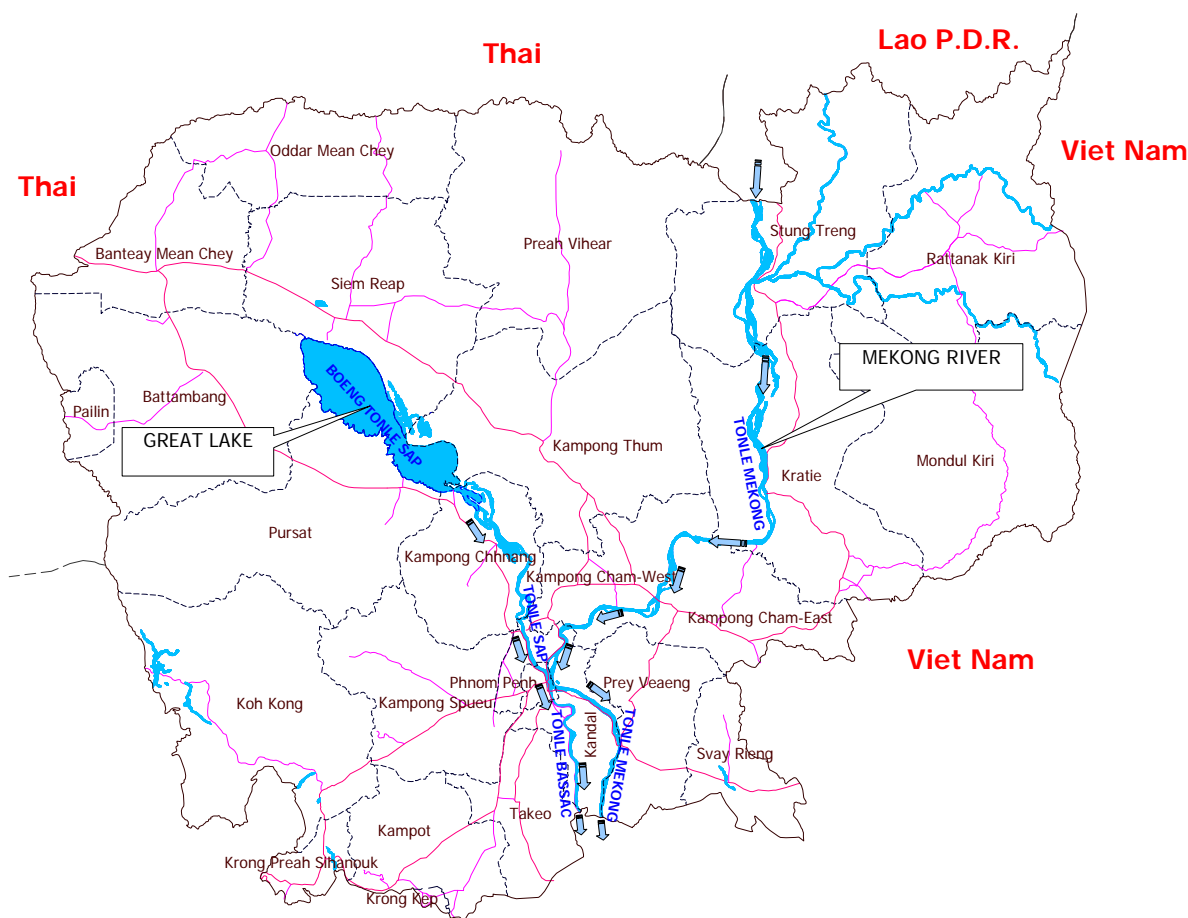 Lao P.D.R.
Thai
Viet Nam
Thai
Oddar Mean Chey
Stung Treng
Banteay Mean Chey
Preah Vihear
Rattanak Kiri
Siem Reap
MEKONG RIVER
BOENG TONLE SAP
Pailin
Battambang
GREAT LAKE
Kampong Thum
TONLE MEKONG
Kratie
Mondul Kiri
Pursat
Kampong Chhnang
Kampong Cham-West
TONLE SAP
Kampong Cham-East
Viet Nam
Phnom Penh
Prey Veaeng
Koh Kong
Kampong Spueu
Kandal
TONLE BASSAC
TONLE MEKONG
Svay Rieng
Takeo
Kampot
Krong Preah Sihanouk
Krong Kep